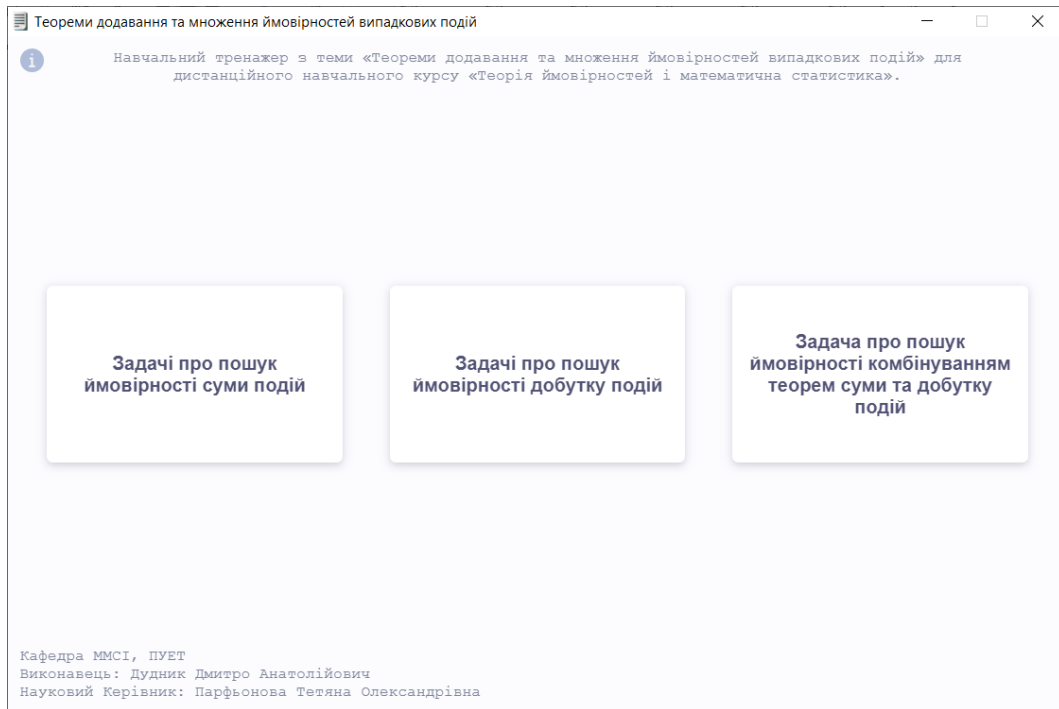 Теореми додавання та множення ймовірностей випадкових подій
i
Навчальний тренажер з теми «Теореми додавання та множення ймовірностей випадкових подій» для
дистанційного навчального курсу «Теорія ймовірностей і математична статистика».
Задачі про пошук
ймовірності суми подій
Задачі про пошук
ймовірності добутку подій
Задача про пошук
ймовірності комбінуванням
теорем суми та добутку
подій
Кафедра ММСІ, ПУЕТ
Виконавець: Дудник Дмитро Анатолійович
Науковий Керівник: Парфьонова Тетяна Олександрівна